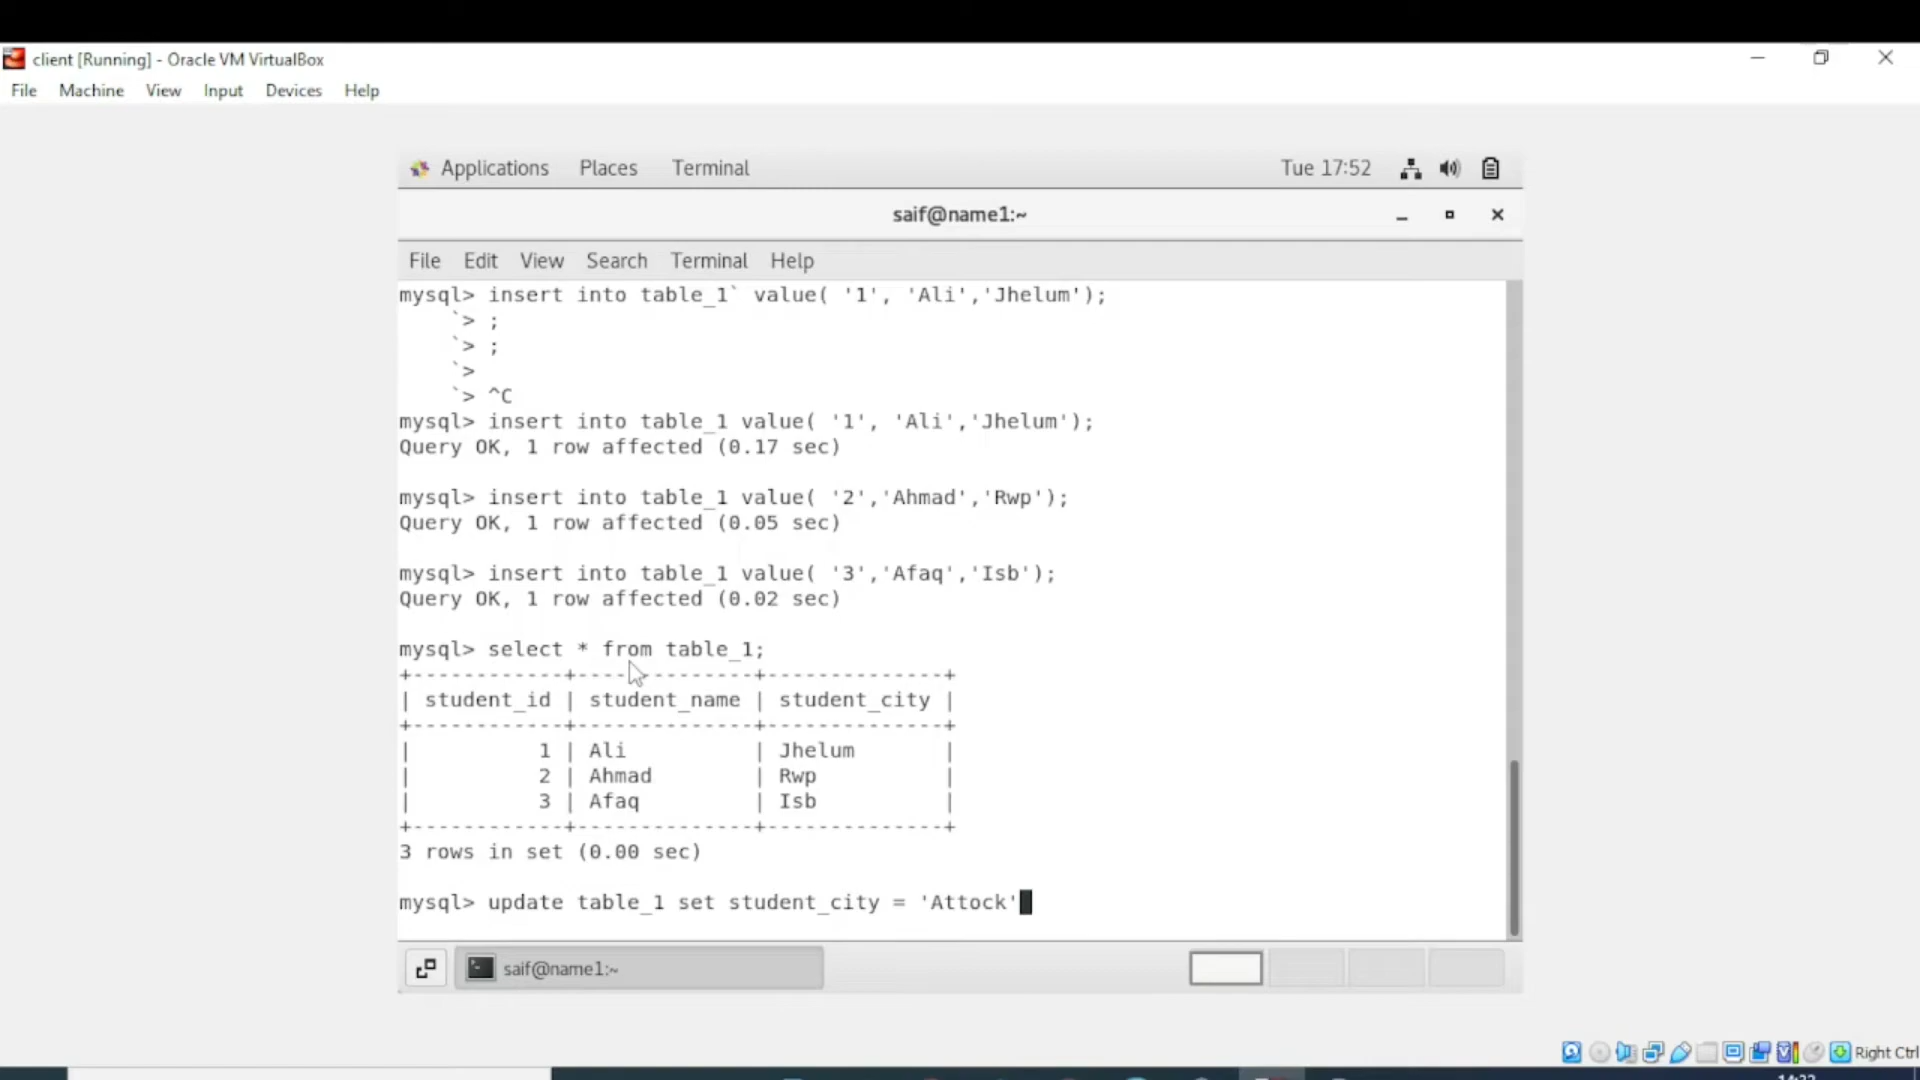 client [Running] - Oracle VM VirtualBox
File Machine View Input Devices Help
Applications Places Terminal Tue 17:52
saif@name1:~
File Edit View Search Terminal Help
mysql> insert into table_1` value( '1', 'Ali','Jhelum');
`> ;
`> ;
`>
`> ^C
mysql> insert into table_1 value( '1', 'Ali','Jhelum');
Query OK, 1 row affected (0.17 sec)
mysql> insert into table_1 value( '2','Ahmad','Rwp');
Query OK, 1 row affected (0.05 sec)
mysql> insert into table_1 value( '3','Afaq','Isb');
Query OK, 1 row affected (0.02 sec)
mysql> select * from table_1;
+------------+--------------+--------------+
| student_id | student_name | student_city |
+------------+--------------+--------------+
| 1 | Ali | Jhelum |
| 2 | Ahmad | Rwp |
| 3 | Afaq | Isb |
+------------+--------------+--------------+
3 rows in set (0.00 sec)
mysql> update table_1 set student_city = 'Attock'
saif@name1:~
Right Ctrl